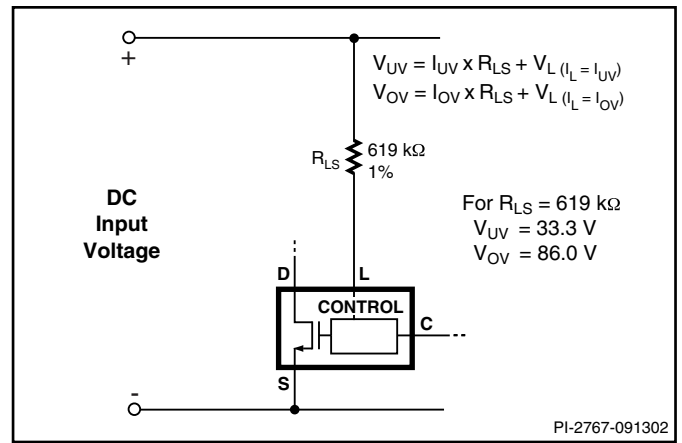 +
V_UV = I_UV x R_LS + V_L (I_L = I_UV)
V_OV = I_OV x R_LS + V_L (I_L = I_OV)
R_LS 619 kΩ
1%
DC
Input
Voltage
For R_LS = 619 kΩ
V_UV = 33.3 V
V_OV = 86.0 V
D L
CONTROL
C
S
-
PI-2767-091302